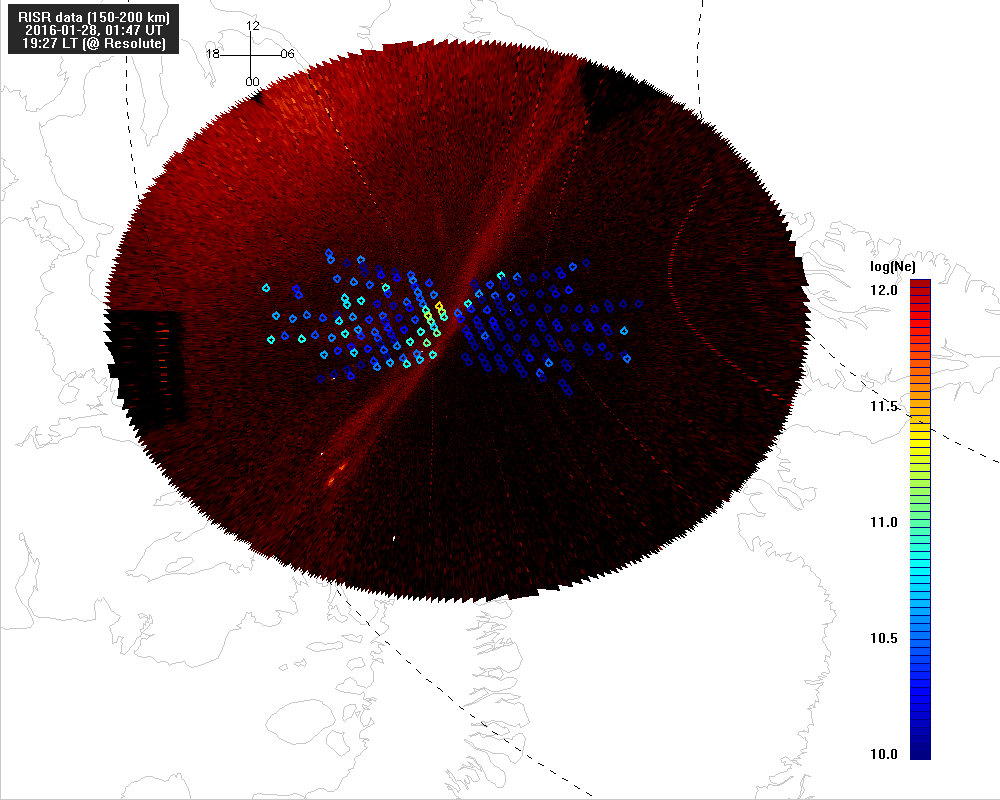 RISR data (150-200 km)
2016-01-28, 01:47 UT
19:27 LT (@ Resolute)
12
18 06
00
log(Ne)
12.0
11.5
11.0
10.5
10.0